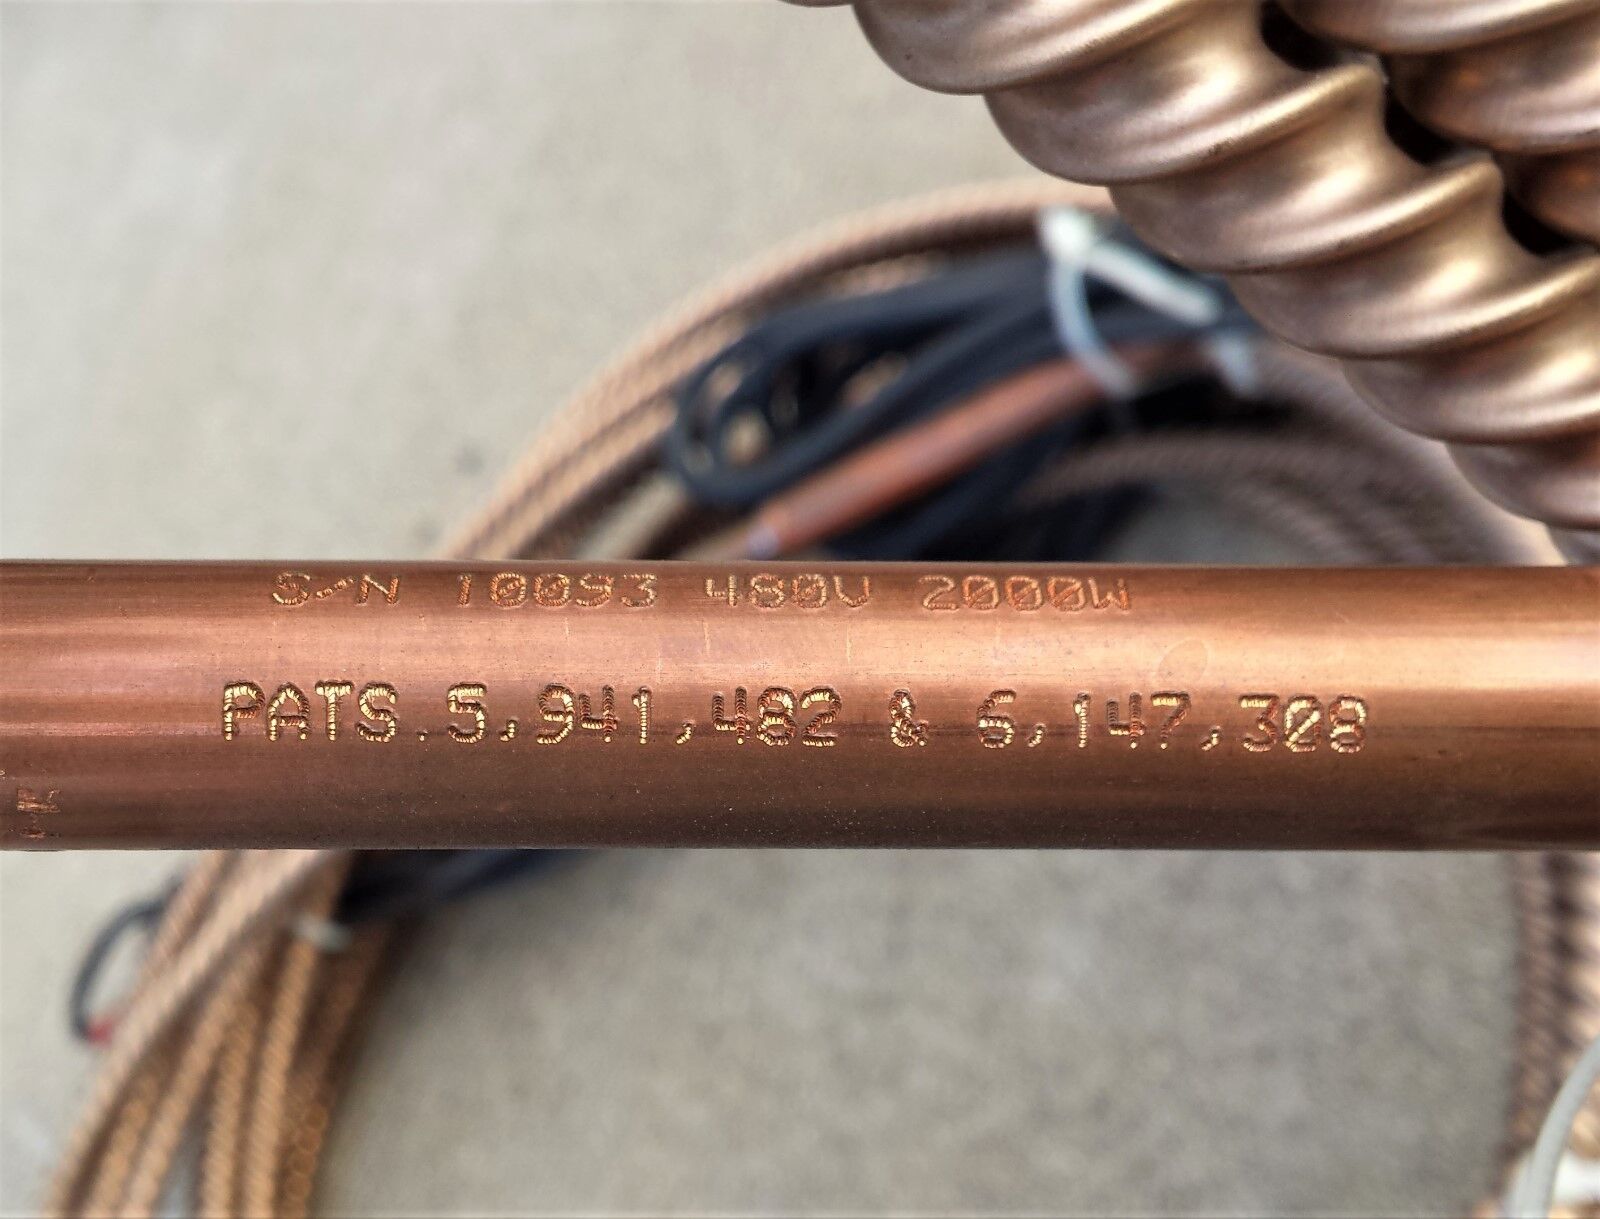 S/N 10093 480V 2000W
PATS.5,941,482 & 6,147,308